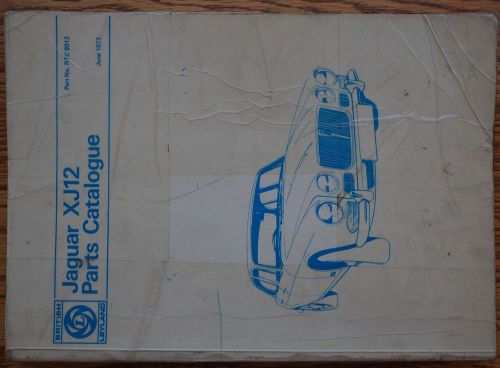 BRITISH
LEYLAND
Jaguar XJ12
Parts Catalogue
Part No. RTC 9012
June 1973